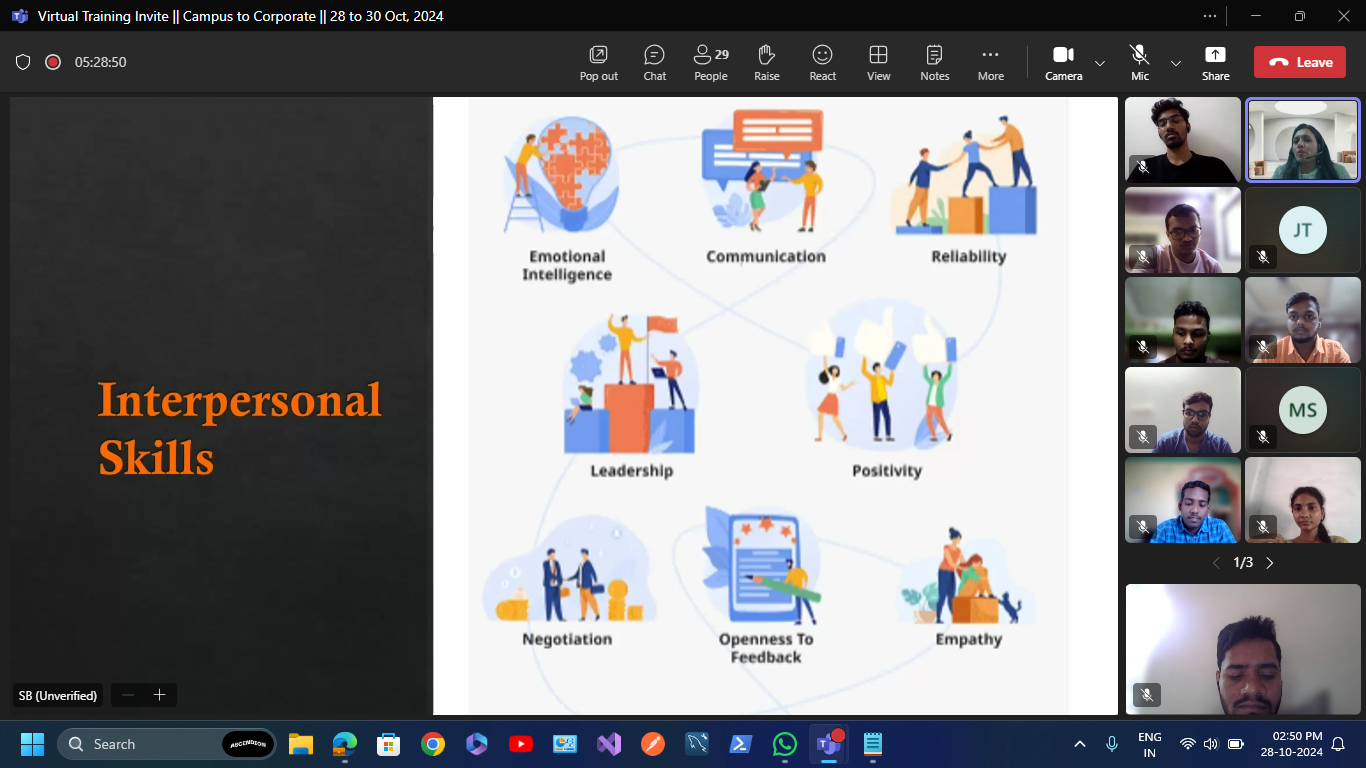 Virtual Training Invite || Campus to Corporate || 28 to 30 Oct, 2024
05:28:50
Pop out
Chat
29
People
Raise
React
View
Notes
More
Camera
Mic
Share
Leave
Interpersonal
Skills
Emotional
Intelligence
Communication
Reliability
Leadership
Positivity
Negotiation
Openness To
Feedback
Empathy
SB (Unverified)
JT
MS
1/3
Search
ASCENDION
ENG
IN
02:50 PM
28-10-2024